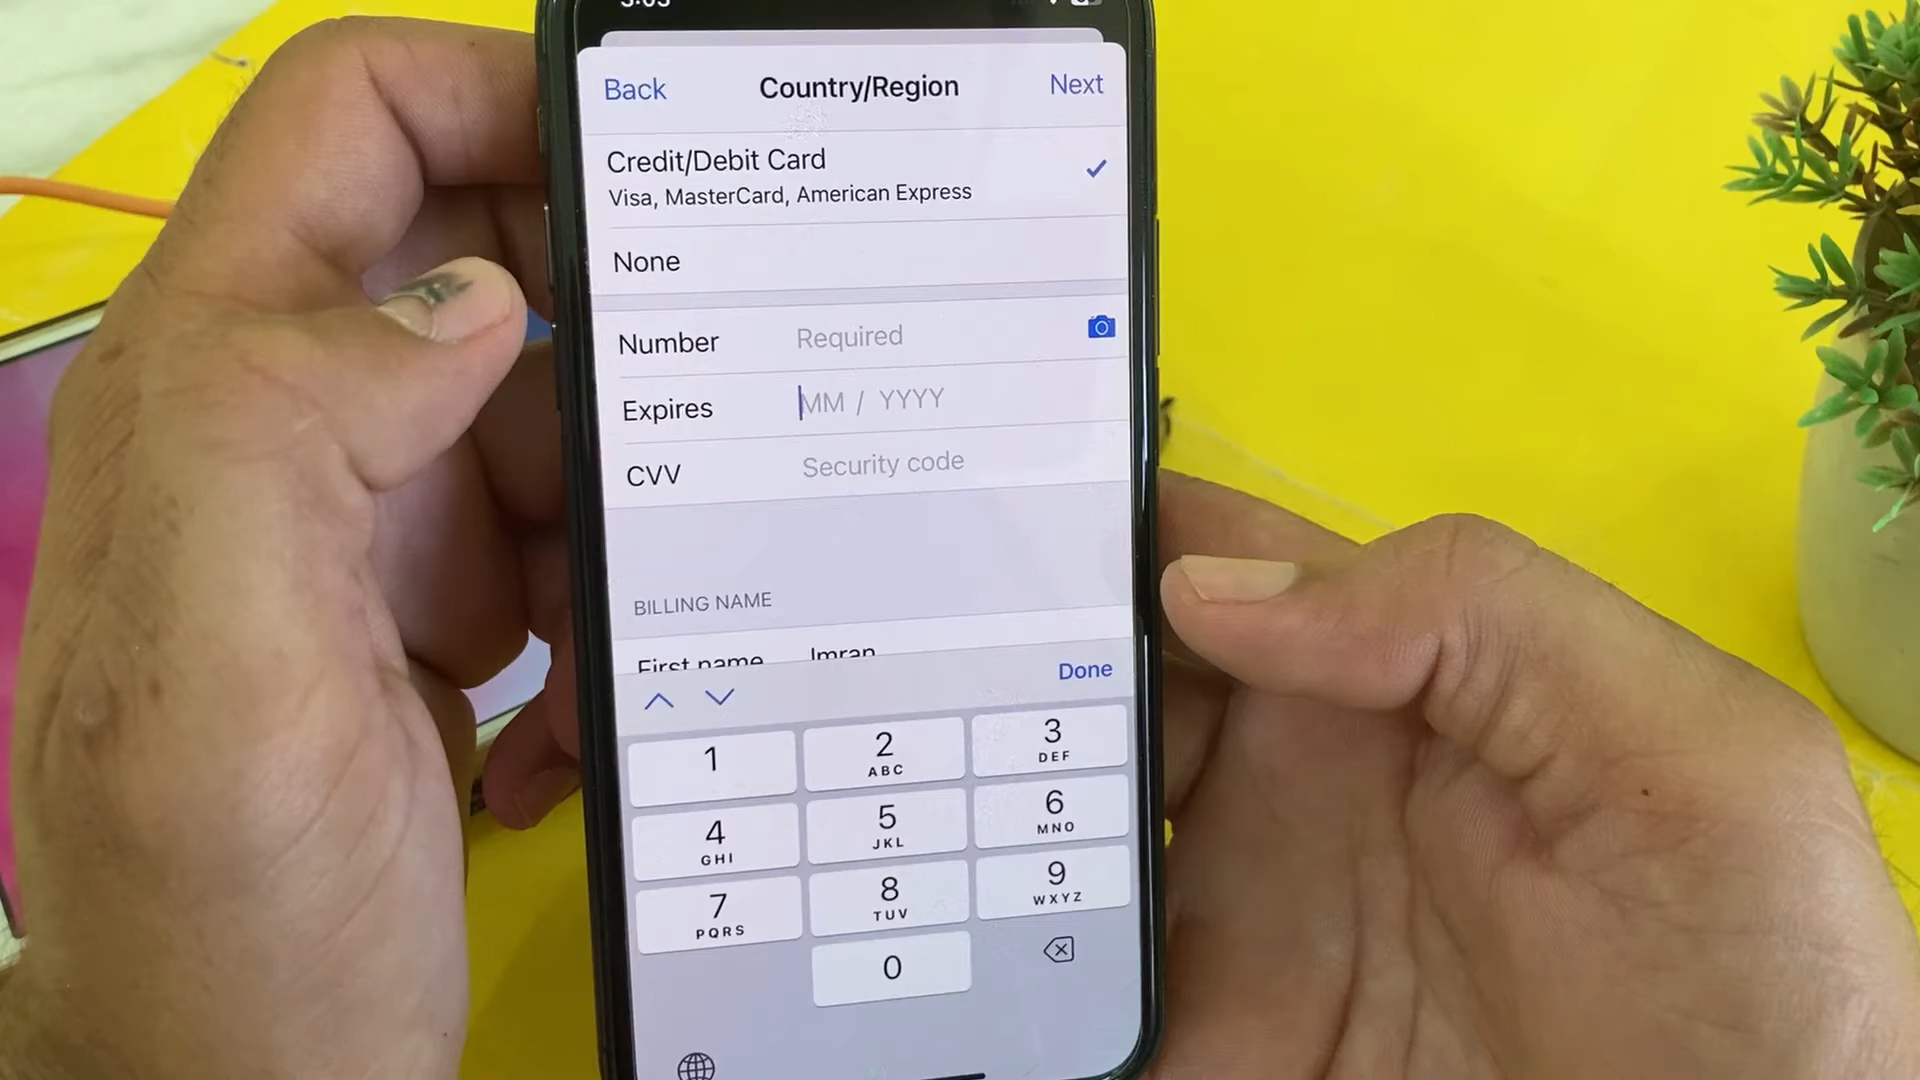 3:03
Back Country/Region Next
Credit/Debit Card
Visa, MasterCard, American Express
None
Number Required
Expires MM / YYYY
CVV Security code
BILLING NAME
First name Imran
Done
1 2 3
ABC DEF
4 5 6
GHI JKL MNO
7 8 9
PQRS TUV WXYZ
0